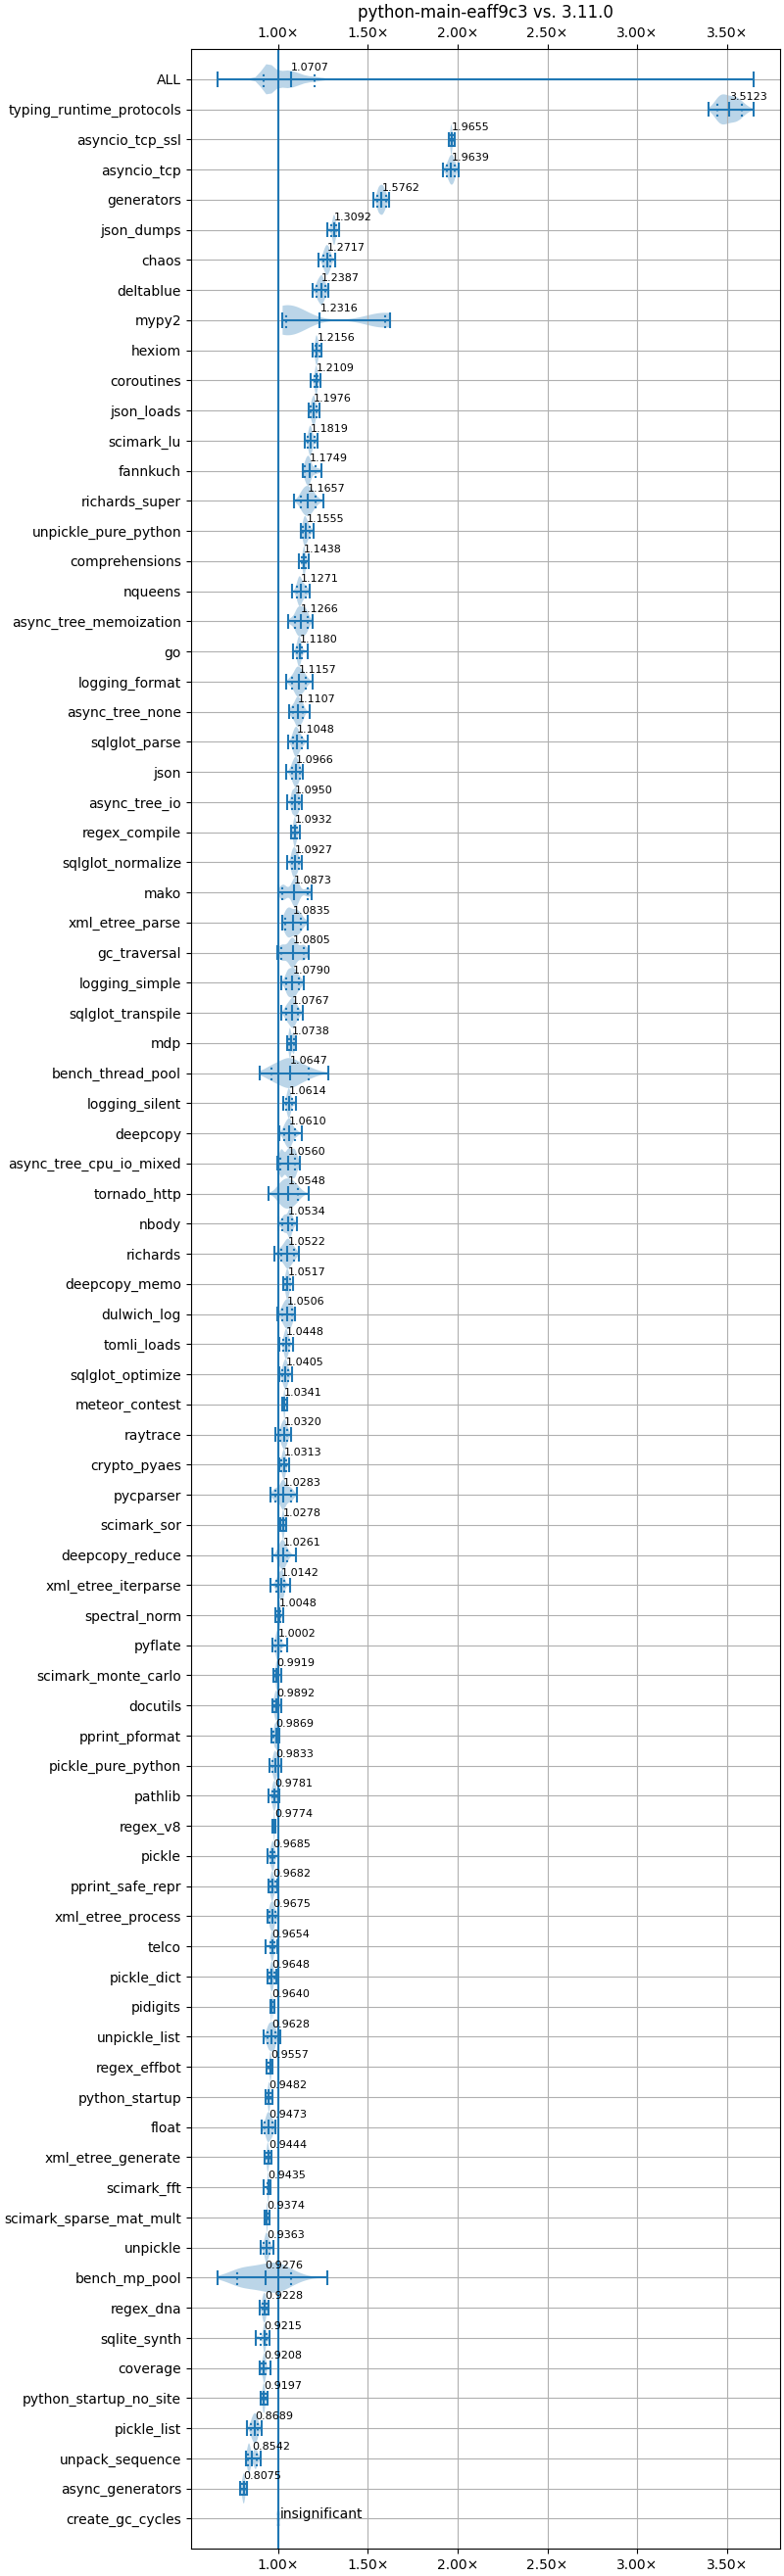 python-main-eaff9c3 vs. 3.11.0
1.00× 1.50× 2.00× 2.50× 3.00× 3.50×
ALL 1.0707
typing_runtime_protocols 3.5123
asyncio_tcp_ssl 1.9655
asyncio_tcp 1.9639
generators 1.5762
json_dumps 1.3092
chaos 1.2717
deltablue 1.2387
mypy2 1.2316
hexiom 1.2156
coroutines 1.2109
json_loads 1.1976
scimark_lu 1.1819
fannkuch 1.1749
richards_super 1.1657
unpickle_pure_python 1.1555
comprehensions 1.1438
nqueens 1.1271
async_tree_memoization 1.1266
go 1.1180
logging_format 1.1157
async_tree_none 1.1107
sqlglot_parse 1.1048
json 1.0966
async_tree_io 1.0950
regex_compile 1.0932
sqlglot_normalize 1.0927
mako 1.0873
xml_etree_parse 1.0835
gc_traversal 1.0805
logging_simple 1.0790
sqlglot_transpile 1.0767
mdp 1.0738
bench_thread_pool 1.0647
logging_silent 1.0614
deepcopy 1.0610
async_tree_cpu_io_mixed 1.0560
tornado_http 1.0548
nbody 1.0534
richards 1.0522
deepcopy_memo 1.0517
dulwich_log 1.0506
tomli_loads 1.0448
sqlglot_optimize 1.0405
meteor_contest 1.0341
raytrace 1.0320
crypto_pyaes 1.0313
pycparser 1.0283
scimark_sor 1.0278
deepcopy_reduce 1.0261
xml_etree_iterparse 1.0142
spectral_norm 1.0048
pyflate 1.0002
scimark_monte_carlo 0.9919
docutils 0.9892
pprint_pformat 0.9869
pickle_pure_python 0.9833
pathlib 0.9781
regex_v8 0.9774
pickle 0.9685
pprint_safe_repr 0.9682
xml_etree_process 0.9675
telco 0.9654
pickle_dict 0.9648
pidigits 0.9640
unpickle_list 0.9628
regex_effbot 0.9557
python_startup 0.9482
float 0.9473
xml_etree_generate 0.9444
scimark_fft 0.9435
scimark_sparse_mat_mult 0.9374
unpickle 0.9363
bench_mp_pool 0.9276
regex_dna 0.9228
sqlite_synth 0.9215
coverage 0.9208
python_startup_no_site 0.9197
pickle_list 0.8689
unpack_sequence 0.8542
async_generators 0.8075
create_gc_cycles insignificant
1.00× 1.50× 2.00× 2.50× 3.00× 3.50×